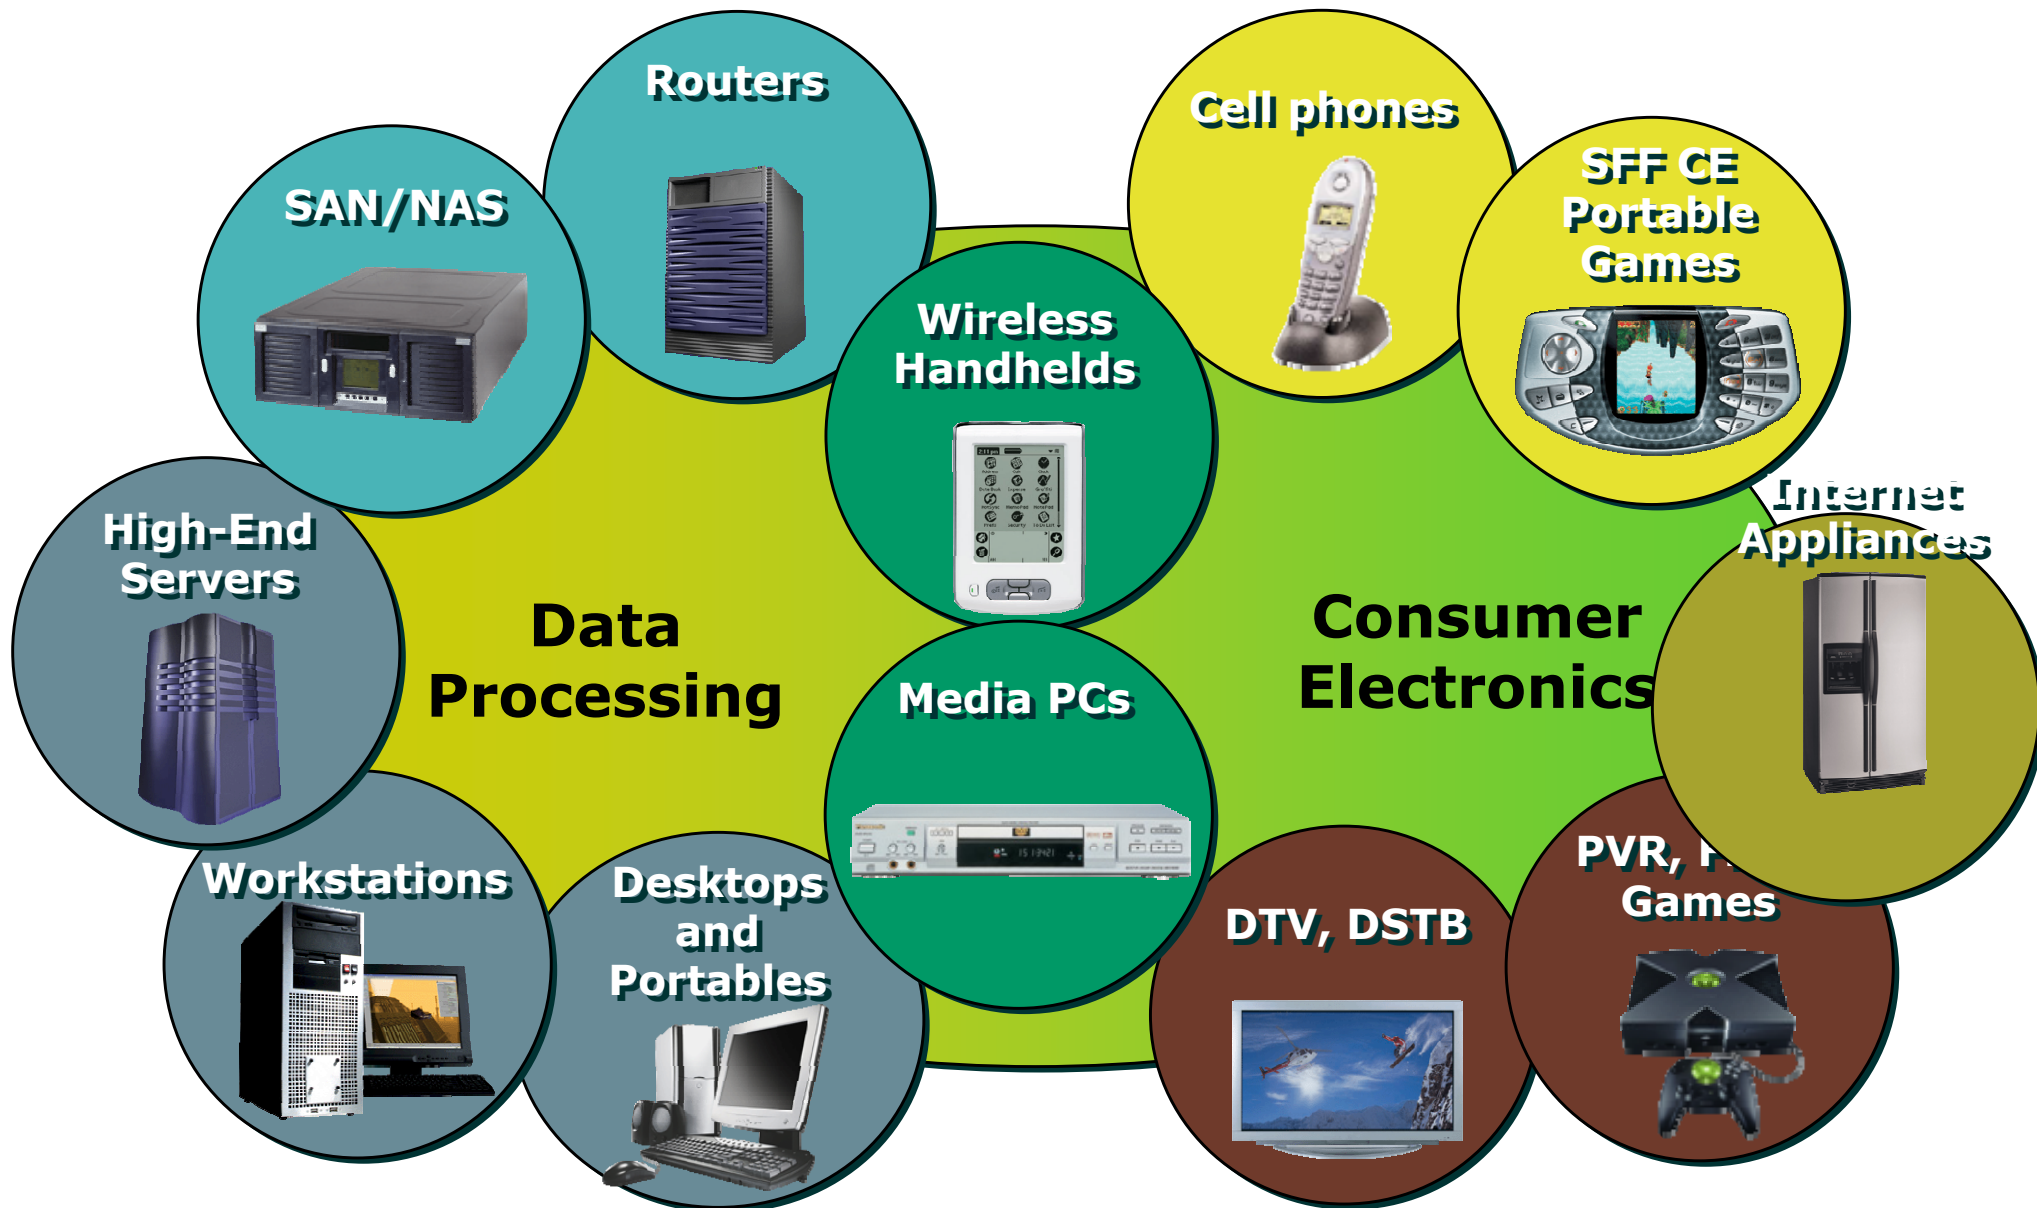 Routers
Cell phones
SAN/NAS
SFF CE
Portable
Games
Wireless
Handhelds
High-End
Servers
Internet
Appliances
Data
Processing
Consumer
Electronics
Media PCs
Workstations
Desktops
and
Portables
DTV, DSTB
PVR,
Games